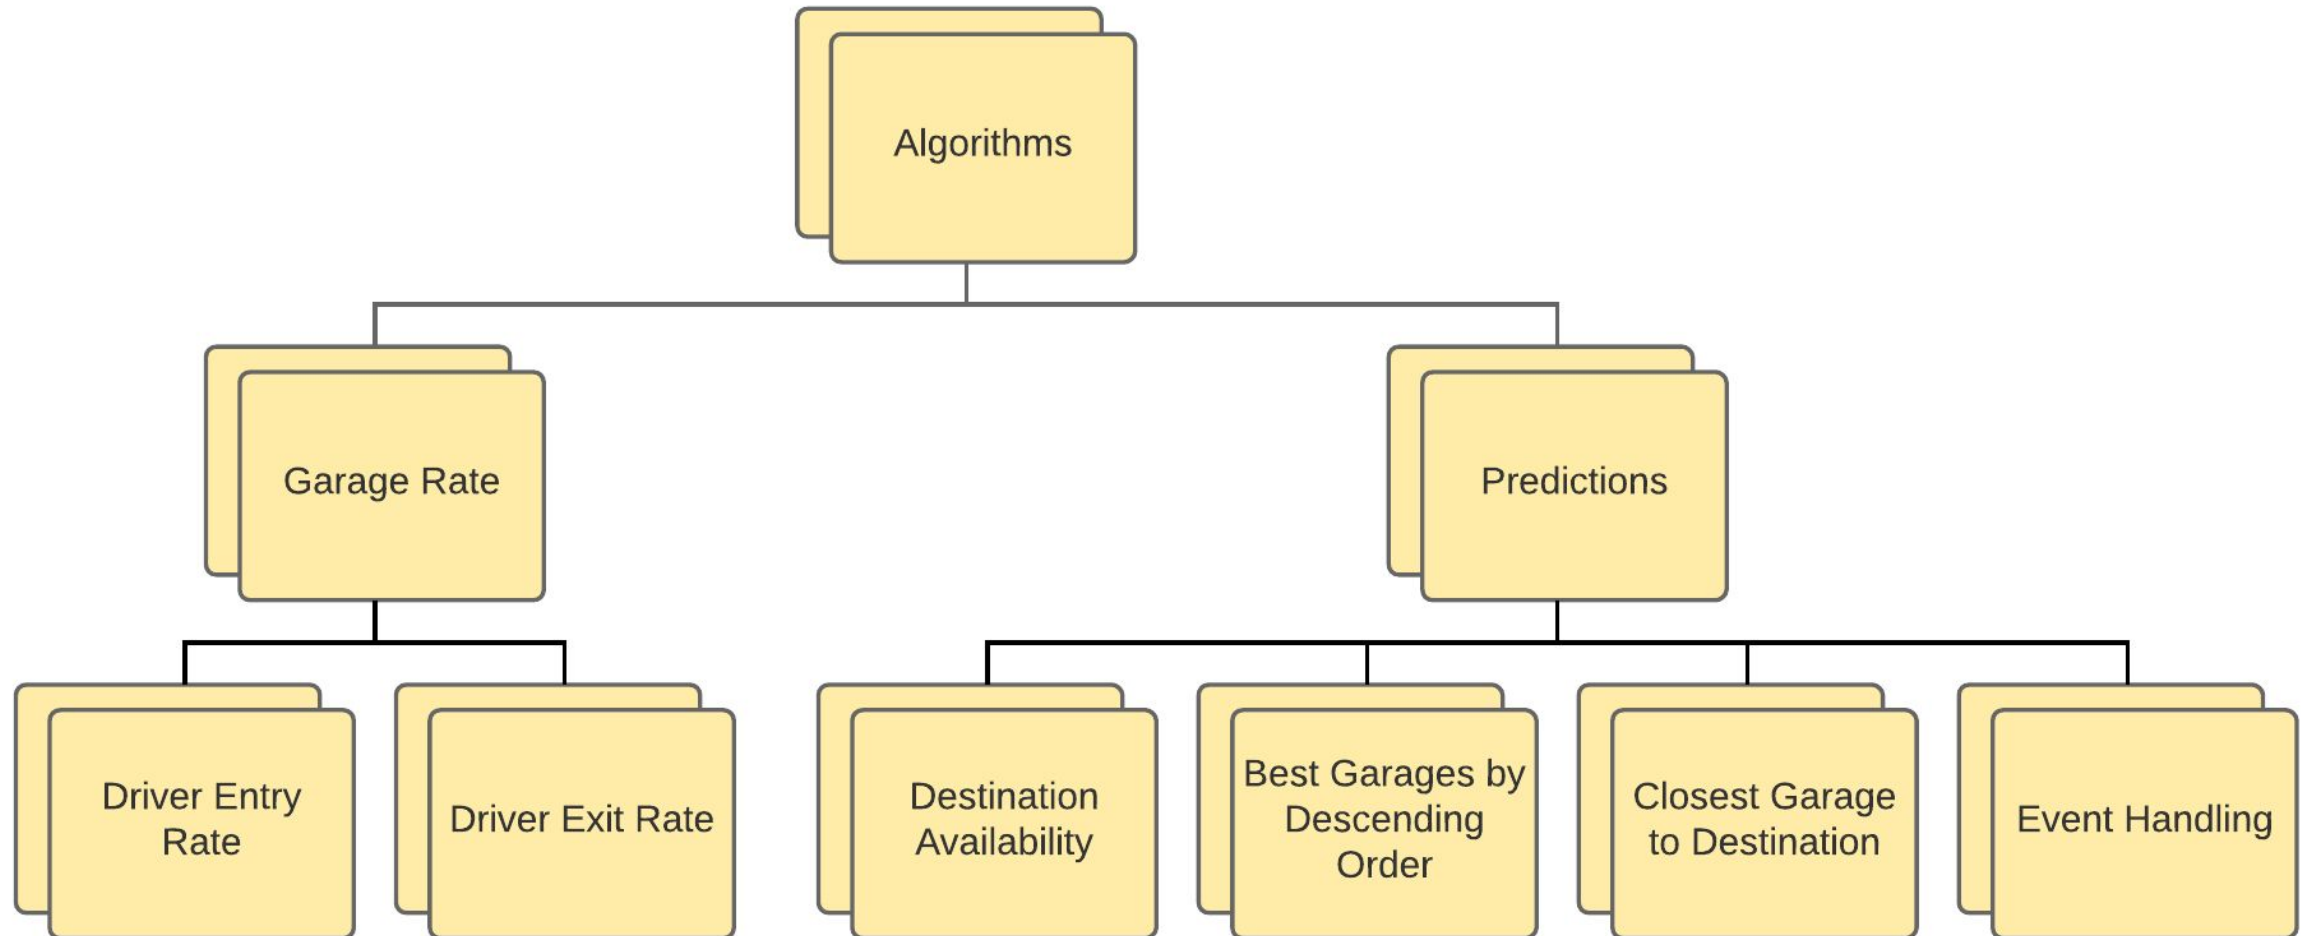 Algorithms
Garage Rate
Predictions
Driver Entry
Rate
Driver Exit Rate
Destination
Availability
Best Garages by
Descending
Order
Closest Garage
to Destination
Event Handling